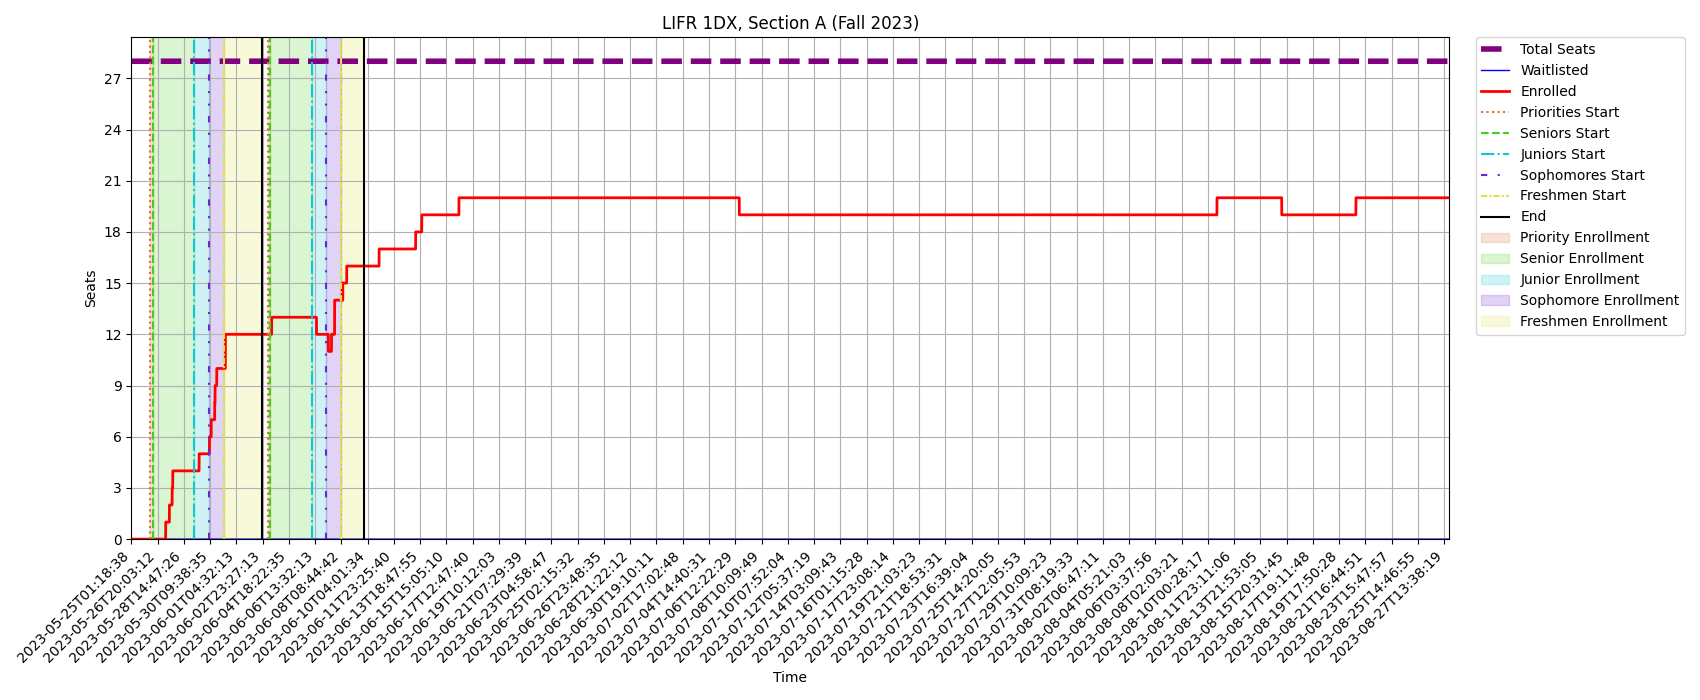 LIFR 1DX, Section A (Fall 2023)
Seats
27
24
21
18
15
12
9
6
3
0
2023-05-25T01:18:38
2023-05-26T20:03:12
2023-05-28T14:47:26
2023-05-30T09:38:35
2023-06-01T04:32:13
2023-06-02T23:27:13
2023-06-04T18:22:35
2023-06-06T13:32:13
2023-06-08T08:44:42
2023-06-10T04:01:34
2023-06-11T23:25:40
2023-06-13T18:47:55
2023-06-15T15:05:10
2023-06-17T12:47:40
2023-06-19T10:12:03
2023-06-21T07:29:39
2023-06-23T04:58:47
2023-06-25T02:15:32
2023-06-26T23:48:35
2023-06-28T21:22:12
2023-06-30T19:10:11
2023-07-02T17:02:48
2023-07-04T14:40:31
2023-07-06T12:22:29
2023-07-08T10:09:49
2023-07-10T07:52:04
2023-07-12T05:37:19
2023-07-14T03:09:43
2023-07-16T01:15:28
2023-07-17T23:08:14
2023-07-19T21:03:23
2023-07-21T18:53:31
2023-07-23T16:39:04
2023-07-25T14:20:05
2023-07-27T12:05:53
2023-07-29T10:09:23
2023-07-31T08:19:33
2023-08-02T06:47:11
2023-08-04T05:21:03
2023-08-06T03:37:56
2023-08-08T02:03:21
2023-08-10T00:28:17
2023-08-11T23:11:06
2023-08-13T21:53:05
2023-08-15T20:31:45
2023-08-17T19:11:48
2023-08-19T17:50:28
2023-08-21T16:44:51
2023-08-23T15:47:57
2023-08-25T14:46:55
2023-08-27T13:38:19
Time
Total Seats
Waitlisted
Enrolled
Priorities Start
Seniors Start
Juniors Start
Sophomores Start
Freshmen Start
End
Priority Enrollment
Senior Enrollment
Junior Enrollment
Sophomore Enrollment
Freshmen Enrollment